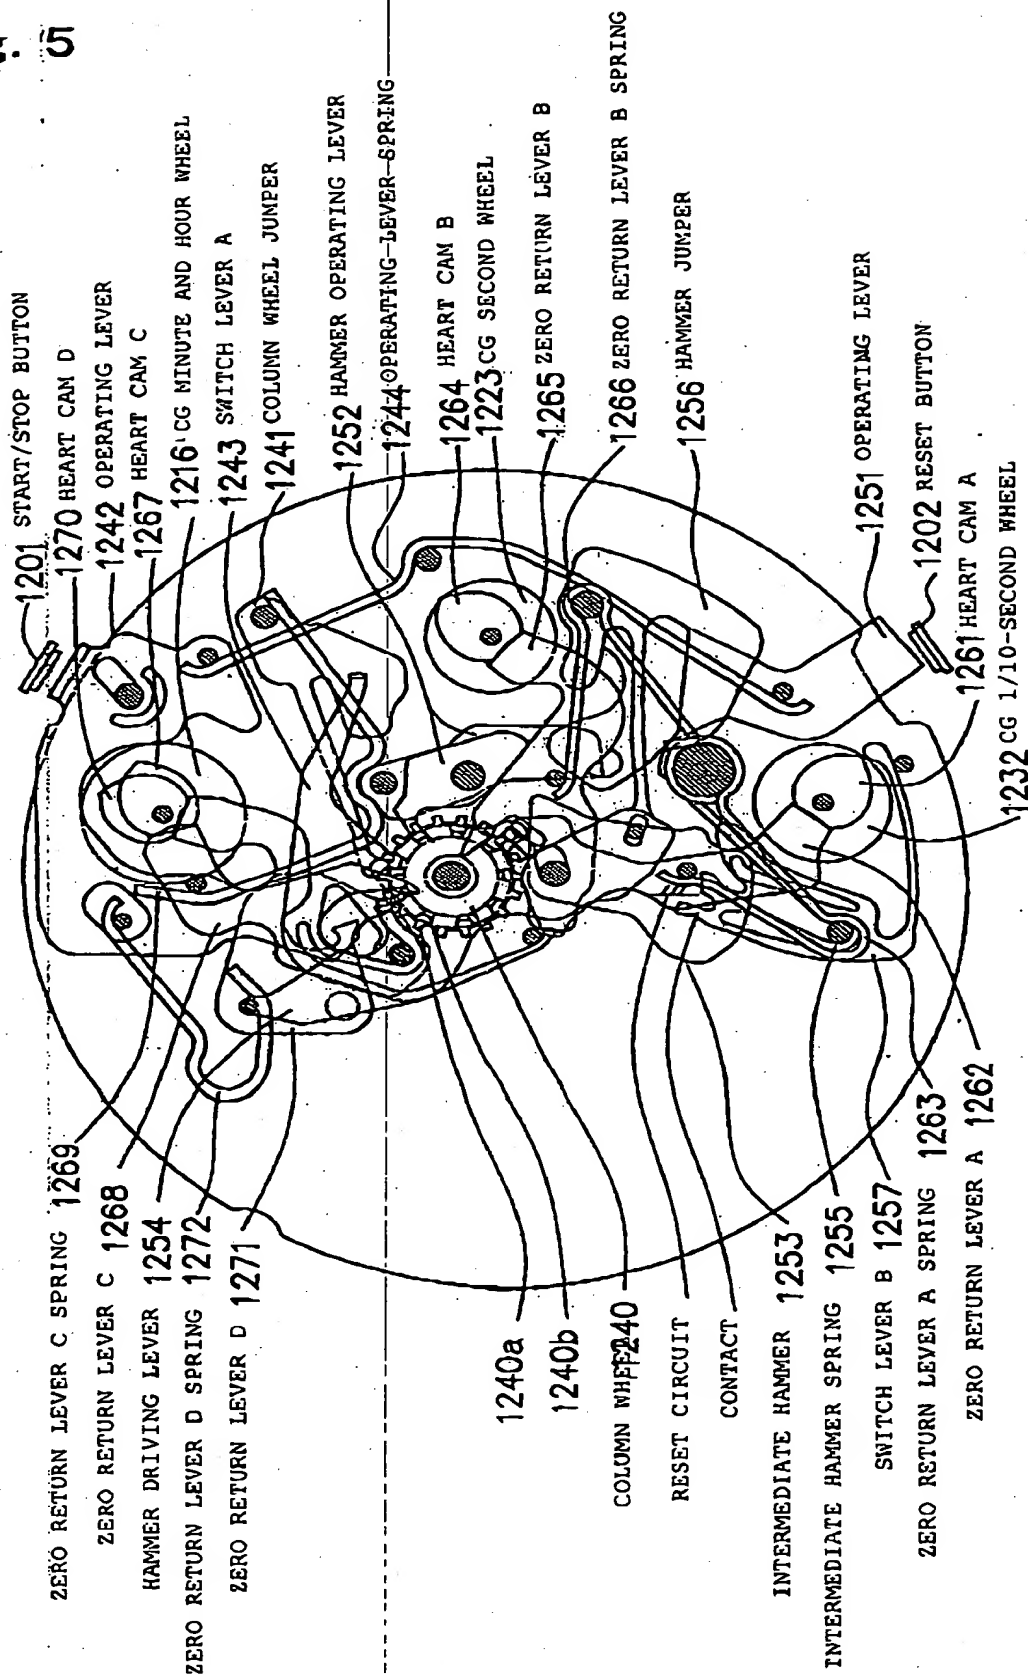 5
1201 START/STOP BUTTON
1270 HEART CAM D
1242 OPERATING LEVER
1267 HEART CAM C
1216 CG MINUTE AND HOUR WHEEL
1243 SWITCH LEVER A
1241 COLUMN WHEEL JUMPER
1252 HAMMER OPERATING LEVER
1244 OPERATING LEVER SPRING
1264 HEART CAM B
1223 CG SECOND WHEEL
1265 ZERO RETURN LEVER B
1266 ZERO RETURN LEVER B SPRING
1256 HAMMER JUMPER
1251 OPERATING LEVER
1202 RESET BUTTON
1261 HEART CAM A
1232 CG 1/10-SECOND WHEEL
ZERO RETURN LEVER C SPRING 1269
ZERO RETURN LEVER C 1268
HAMMER DRIVING LEVER 1254
ZERO RETURN LEVER D SPRING 1272
ZERO RETURN LEVER D 1271
1240a
1240b
COLUMN WHEEL 1240
RESET CIRCUIT
CONTACT
INTERMEDIATE HAMMER 1253
INTERMEDIATE HAMMER SPRING 1255
SWITCH LEVER B 1257
ZERO RETURN LEVER A SPRING 1263
ZERO RETURN LEVER A 1262